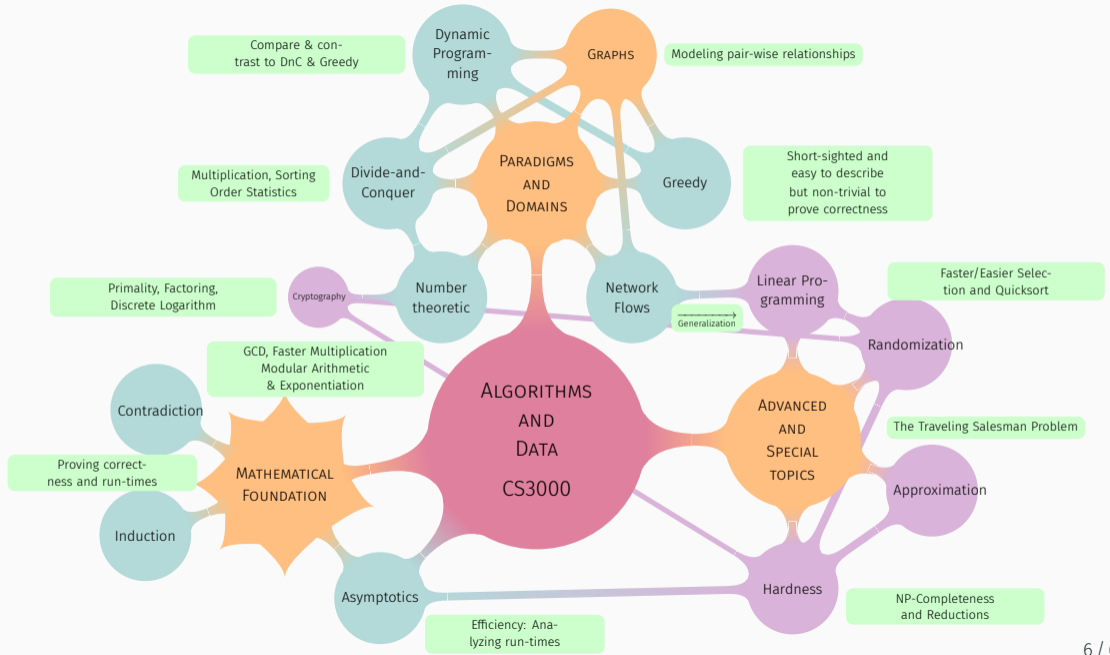 Dynamic
Program-
ming
GRAPHS
Compare & con-
trast to DnC & Greedy
Modeling pair-wise relationships
PARADIGMS
AND
DOMAINS
Divide-and-
Conquer
Greedy
Multiplication, Sorting
Order Statistics
Short-sighted and
easy to describe
but non-trivial to
prove correctness
Number
theoretic
Network
Flows
Cryptography
Primality, Factoring,
Discrete Logarithm
Linear Pro-
gramming
Generalization
Faster/Easier Selec-
tion and Quicksort
Randomization
GCD, Faster Multiplication
Modular Arithmetic
& Exponentiation
ALGORITHMS
AND
DATA
CS3000
ADVANCED
AND
SPECIAL
TOPICS
Contradiction
The Traveling Salesman Problem
Proving correct-
ness and run-times
MATHEMATICAL
FOUNDATION
Approximation
Induction
Asymptotics
Hardness
NP-Completeness
and Reductions
Efficiency: Ana-
lyzing run-times
6 /